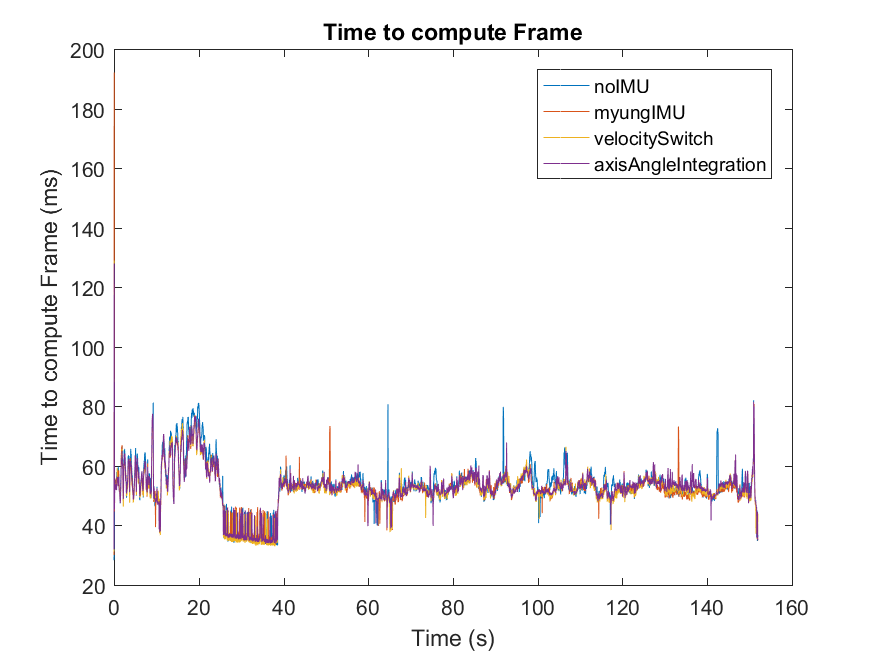 Time to compute Frame
200
180
160
140
120
100
80
60
40
20
Time to compute Frame (ms)
noIMU
myungIMU
velocitySwitch
axisAngleIntegration
0 20 40 60 80 100 120 140 160
Time (s)